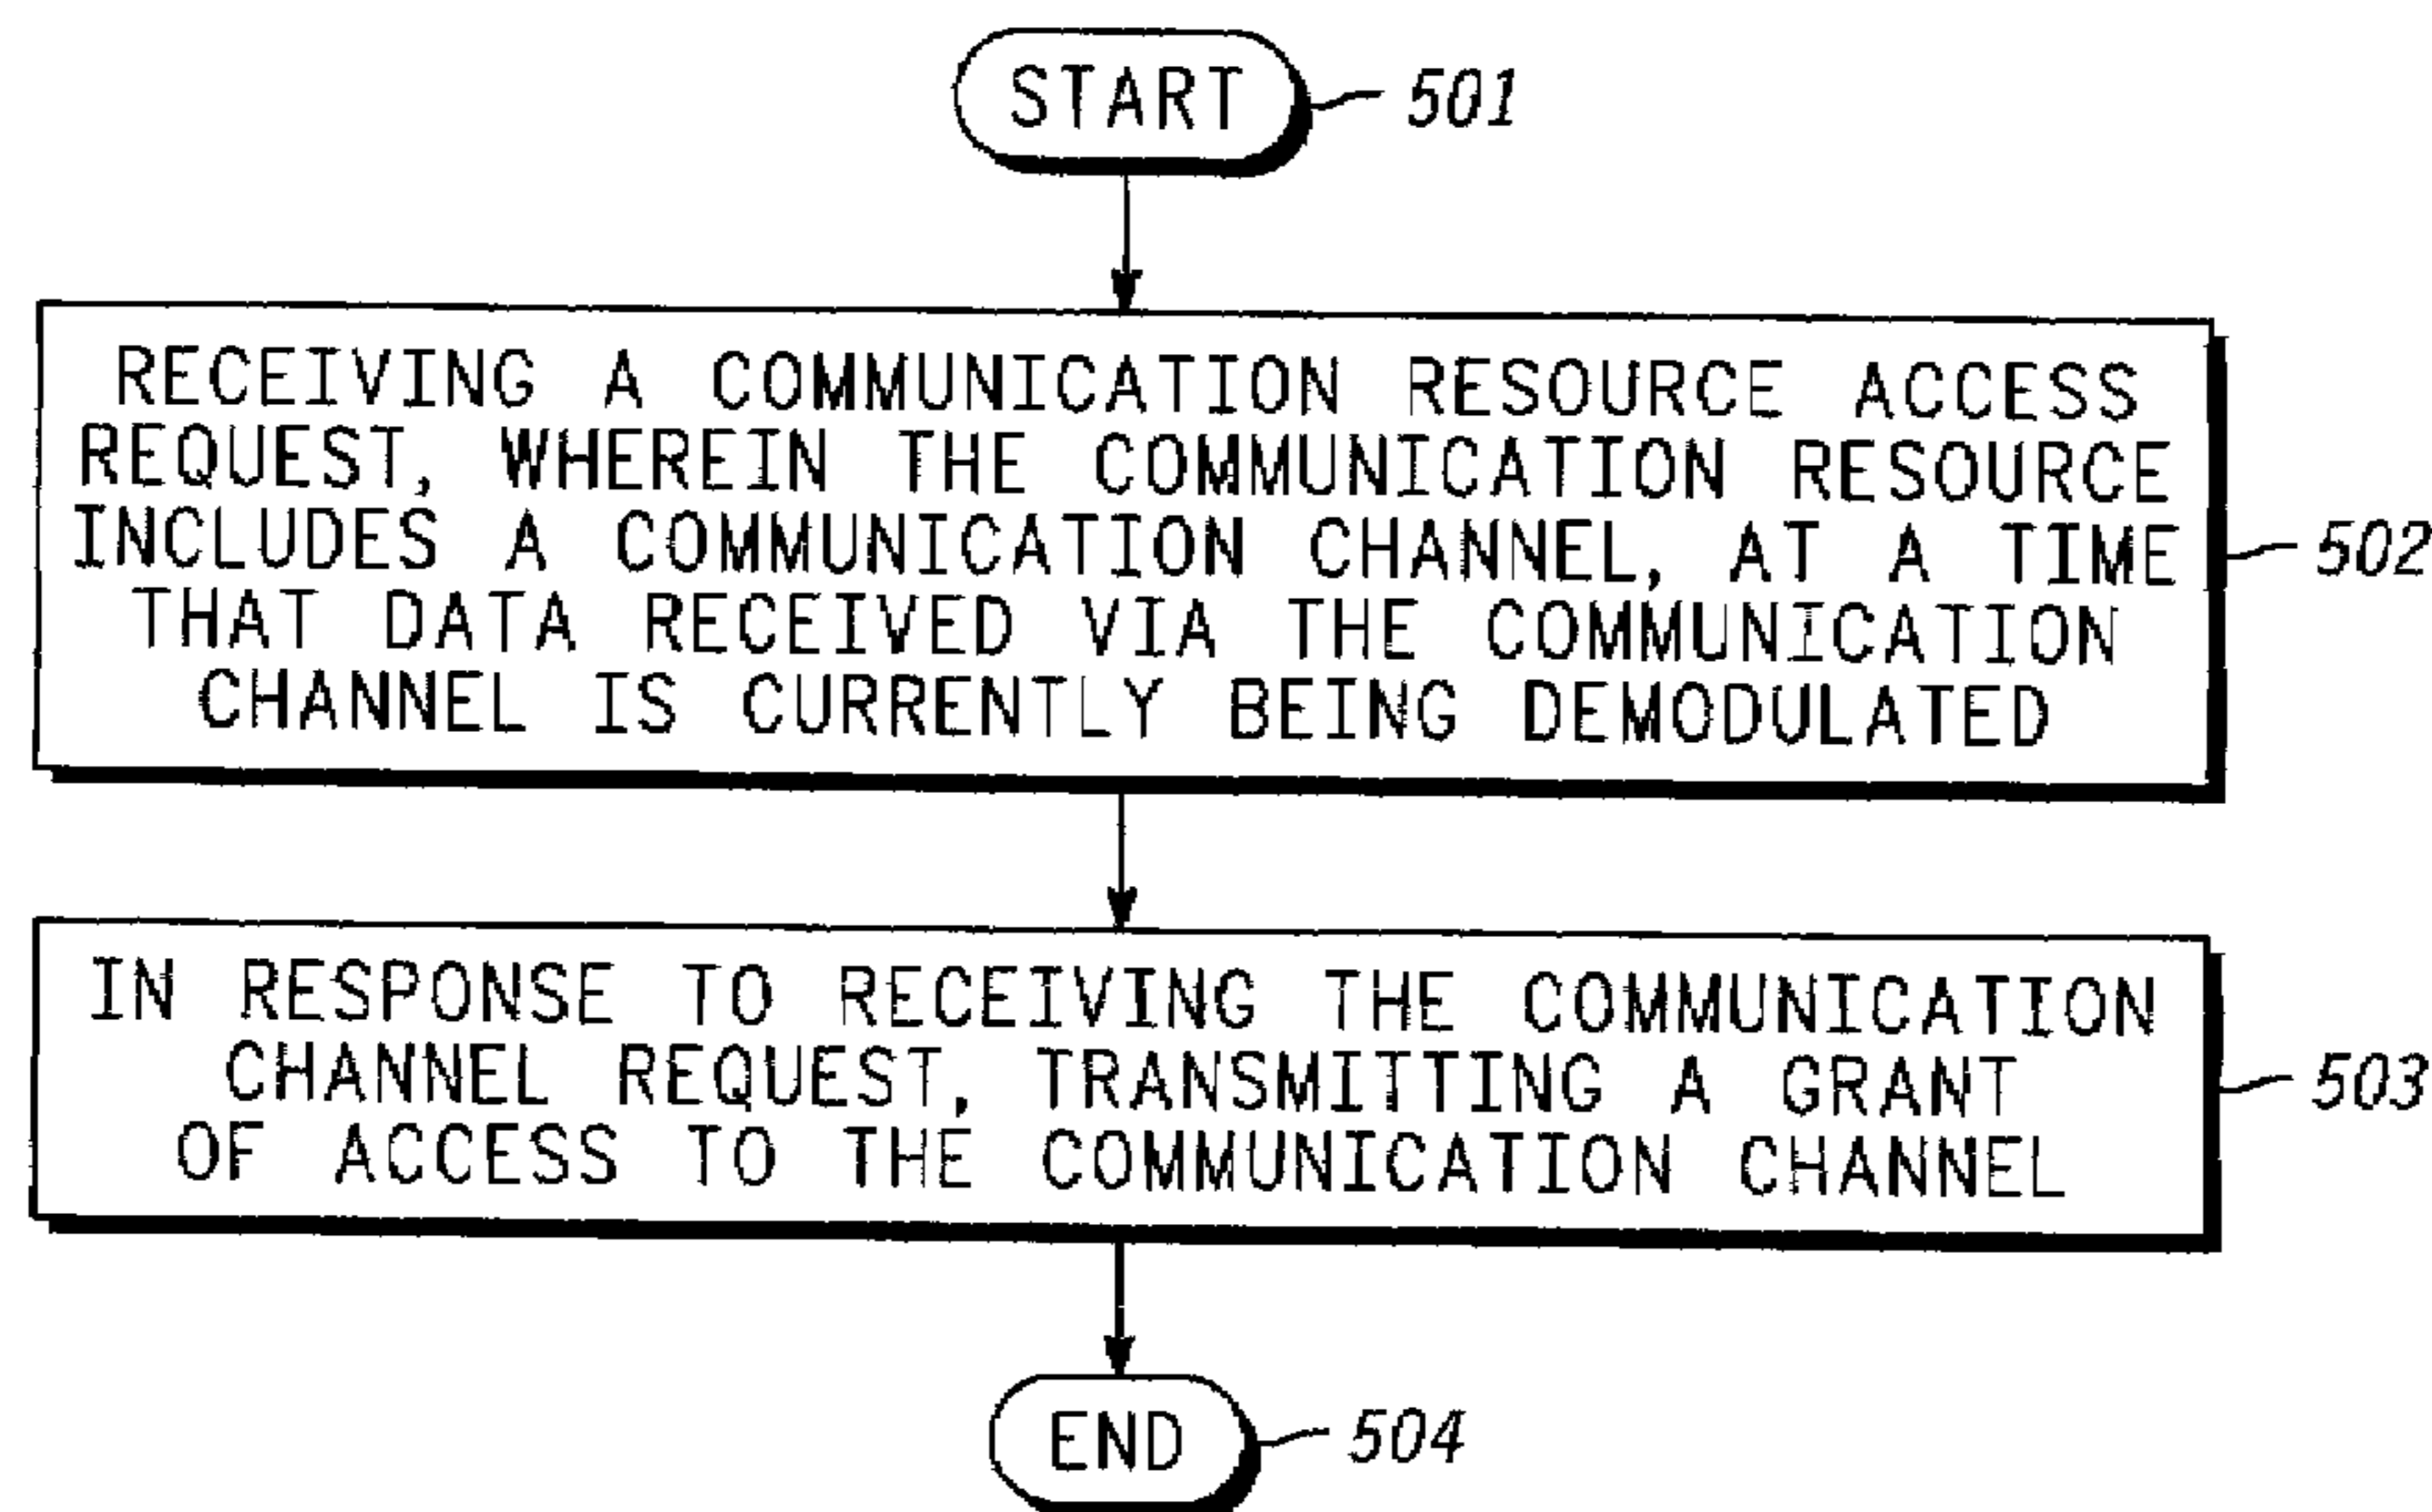 START 501
RECEIVING A COMMUNICATION RESOURCE ACCESS
REQUEST, WHEREIN THE COMMUNICATION RESOURCE
INCLUDES A COMMUNICATION CHANNEL, AT A TIME
THAT DATA RECEIVED VIA THE COMMUNICATION
CHANNEL IS CURRENTLY BEING DEMODULATED
502
IN RESPONSE TO RECEIVING THE COMMUNICATION
CHANNEL REQUEST, TRANSMITTING A GRANT
OF ACCESS TO THE COMMUNICATION CHANNEL
503
END 504